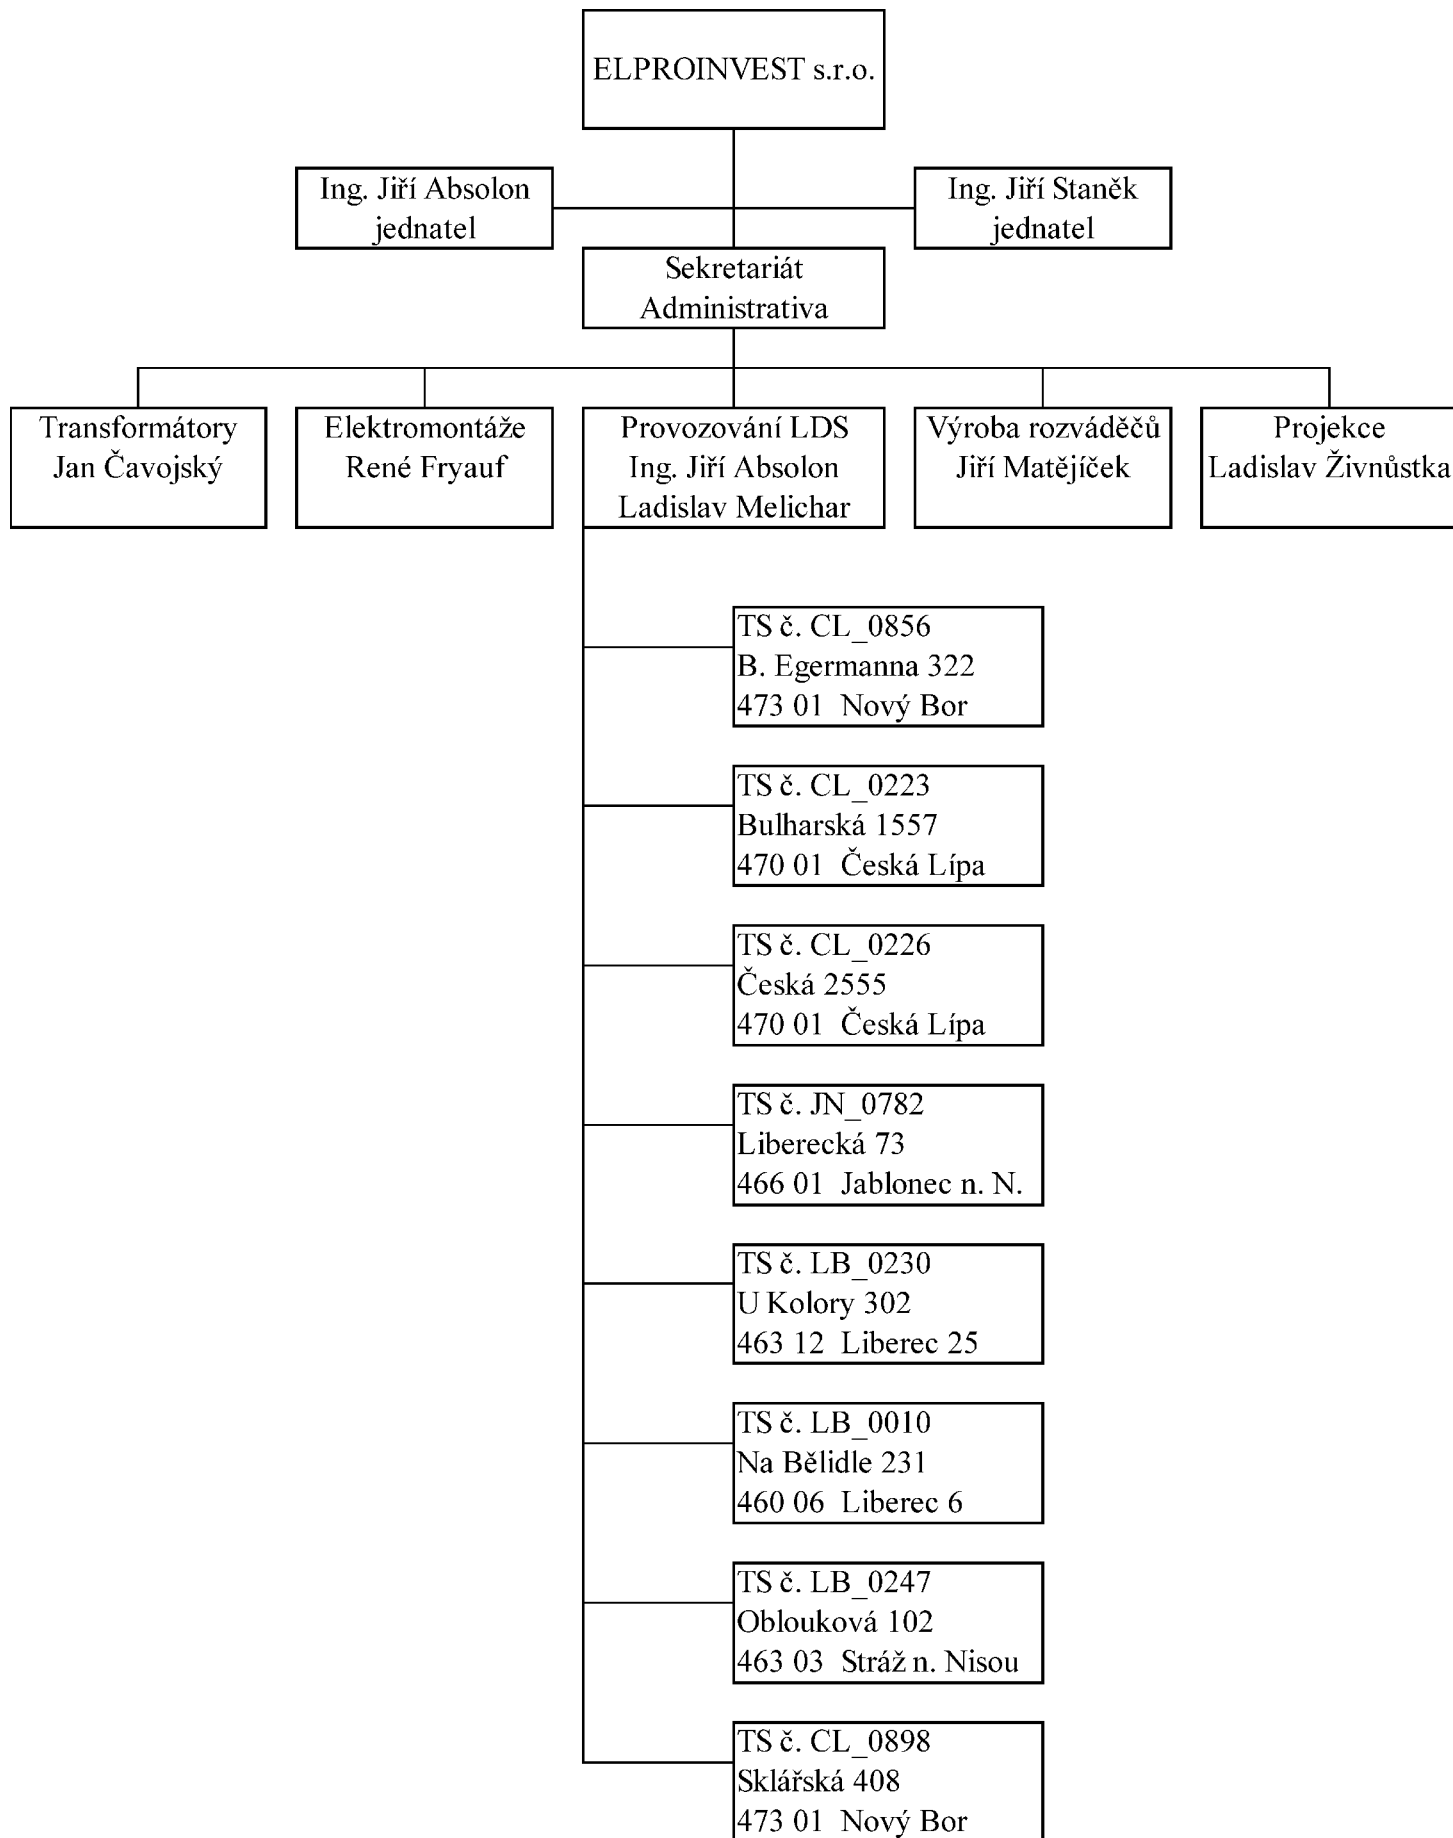 ELPROINVEST s.r.o.
Ing. Jiří Absolon
jednatel
Ing. Jiří Staněk
jednatel
Sekretariát
Administrativa
Transformátory
Jan Čavojský
Elektromontáže
René Fryauf
Provozování LDS
Ing. Jiří Absolon
Ladislav Melichar
Výroba rozváděčů
Jiří Matějíček
Projekce
Ladislav Živnůstka
TS č. CL_0856
B. Egermanna 322
473 01 Nový Bor
TS č. CL_0223
Bulharská 1557
470 01 Česká Lípa
TS č. CL_0226
Česká 2555
470 01 Česká Lípa
TS č. JN_0782
Liberecká 73
466 01 Jablonec n. N.
TS č. LB_0230
U Kolory 302
463 12 Liberec 25
TS č. LB_0010
Na Bělidle 231
460 06 Liberec 6
TS č. LB_0247
Oblouková 102
463 03 Stráž n. Nisou
TS č. CL_0898
Sklářská 408
473 01 Nový Bor